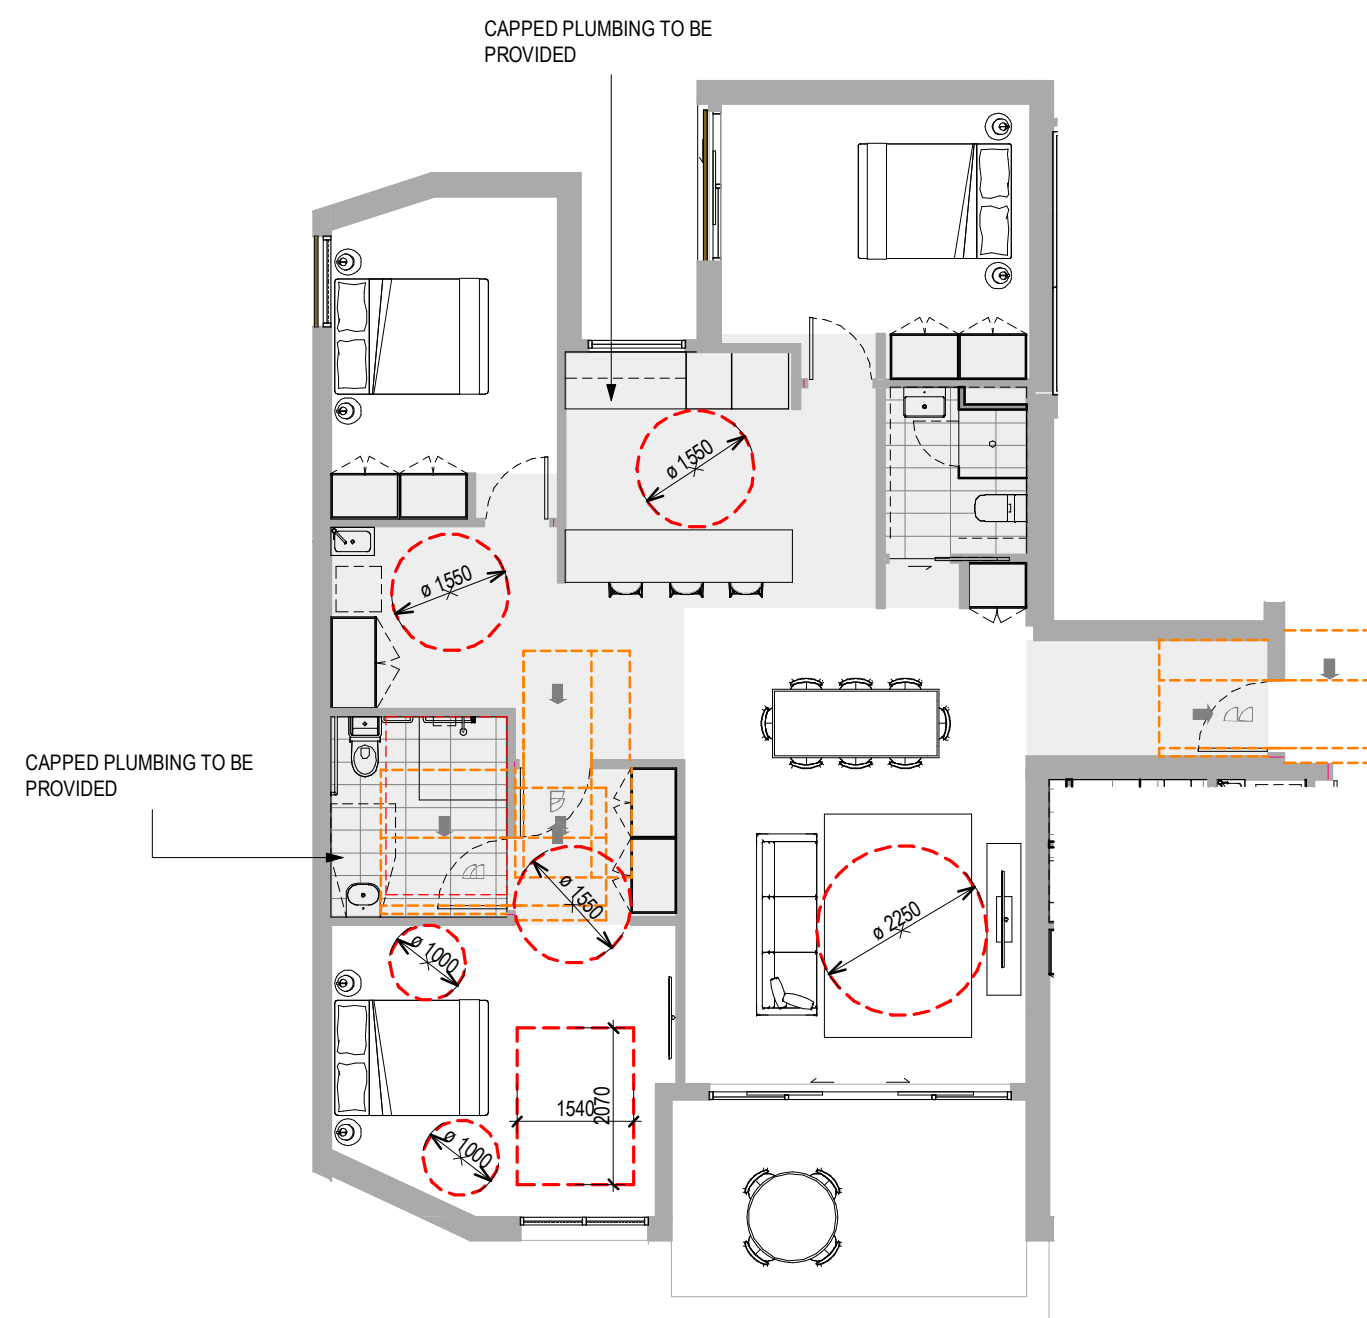 CAPPED PLUMBING TO BE
PROVIDED
ø 1550
ø 1550
CAPPED PLUMBING TO BE
PROVIDED
ø 1550
ø 2250
ø 1000
1540
2070
ø 1000